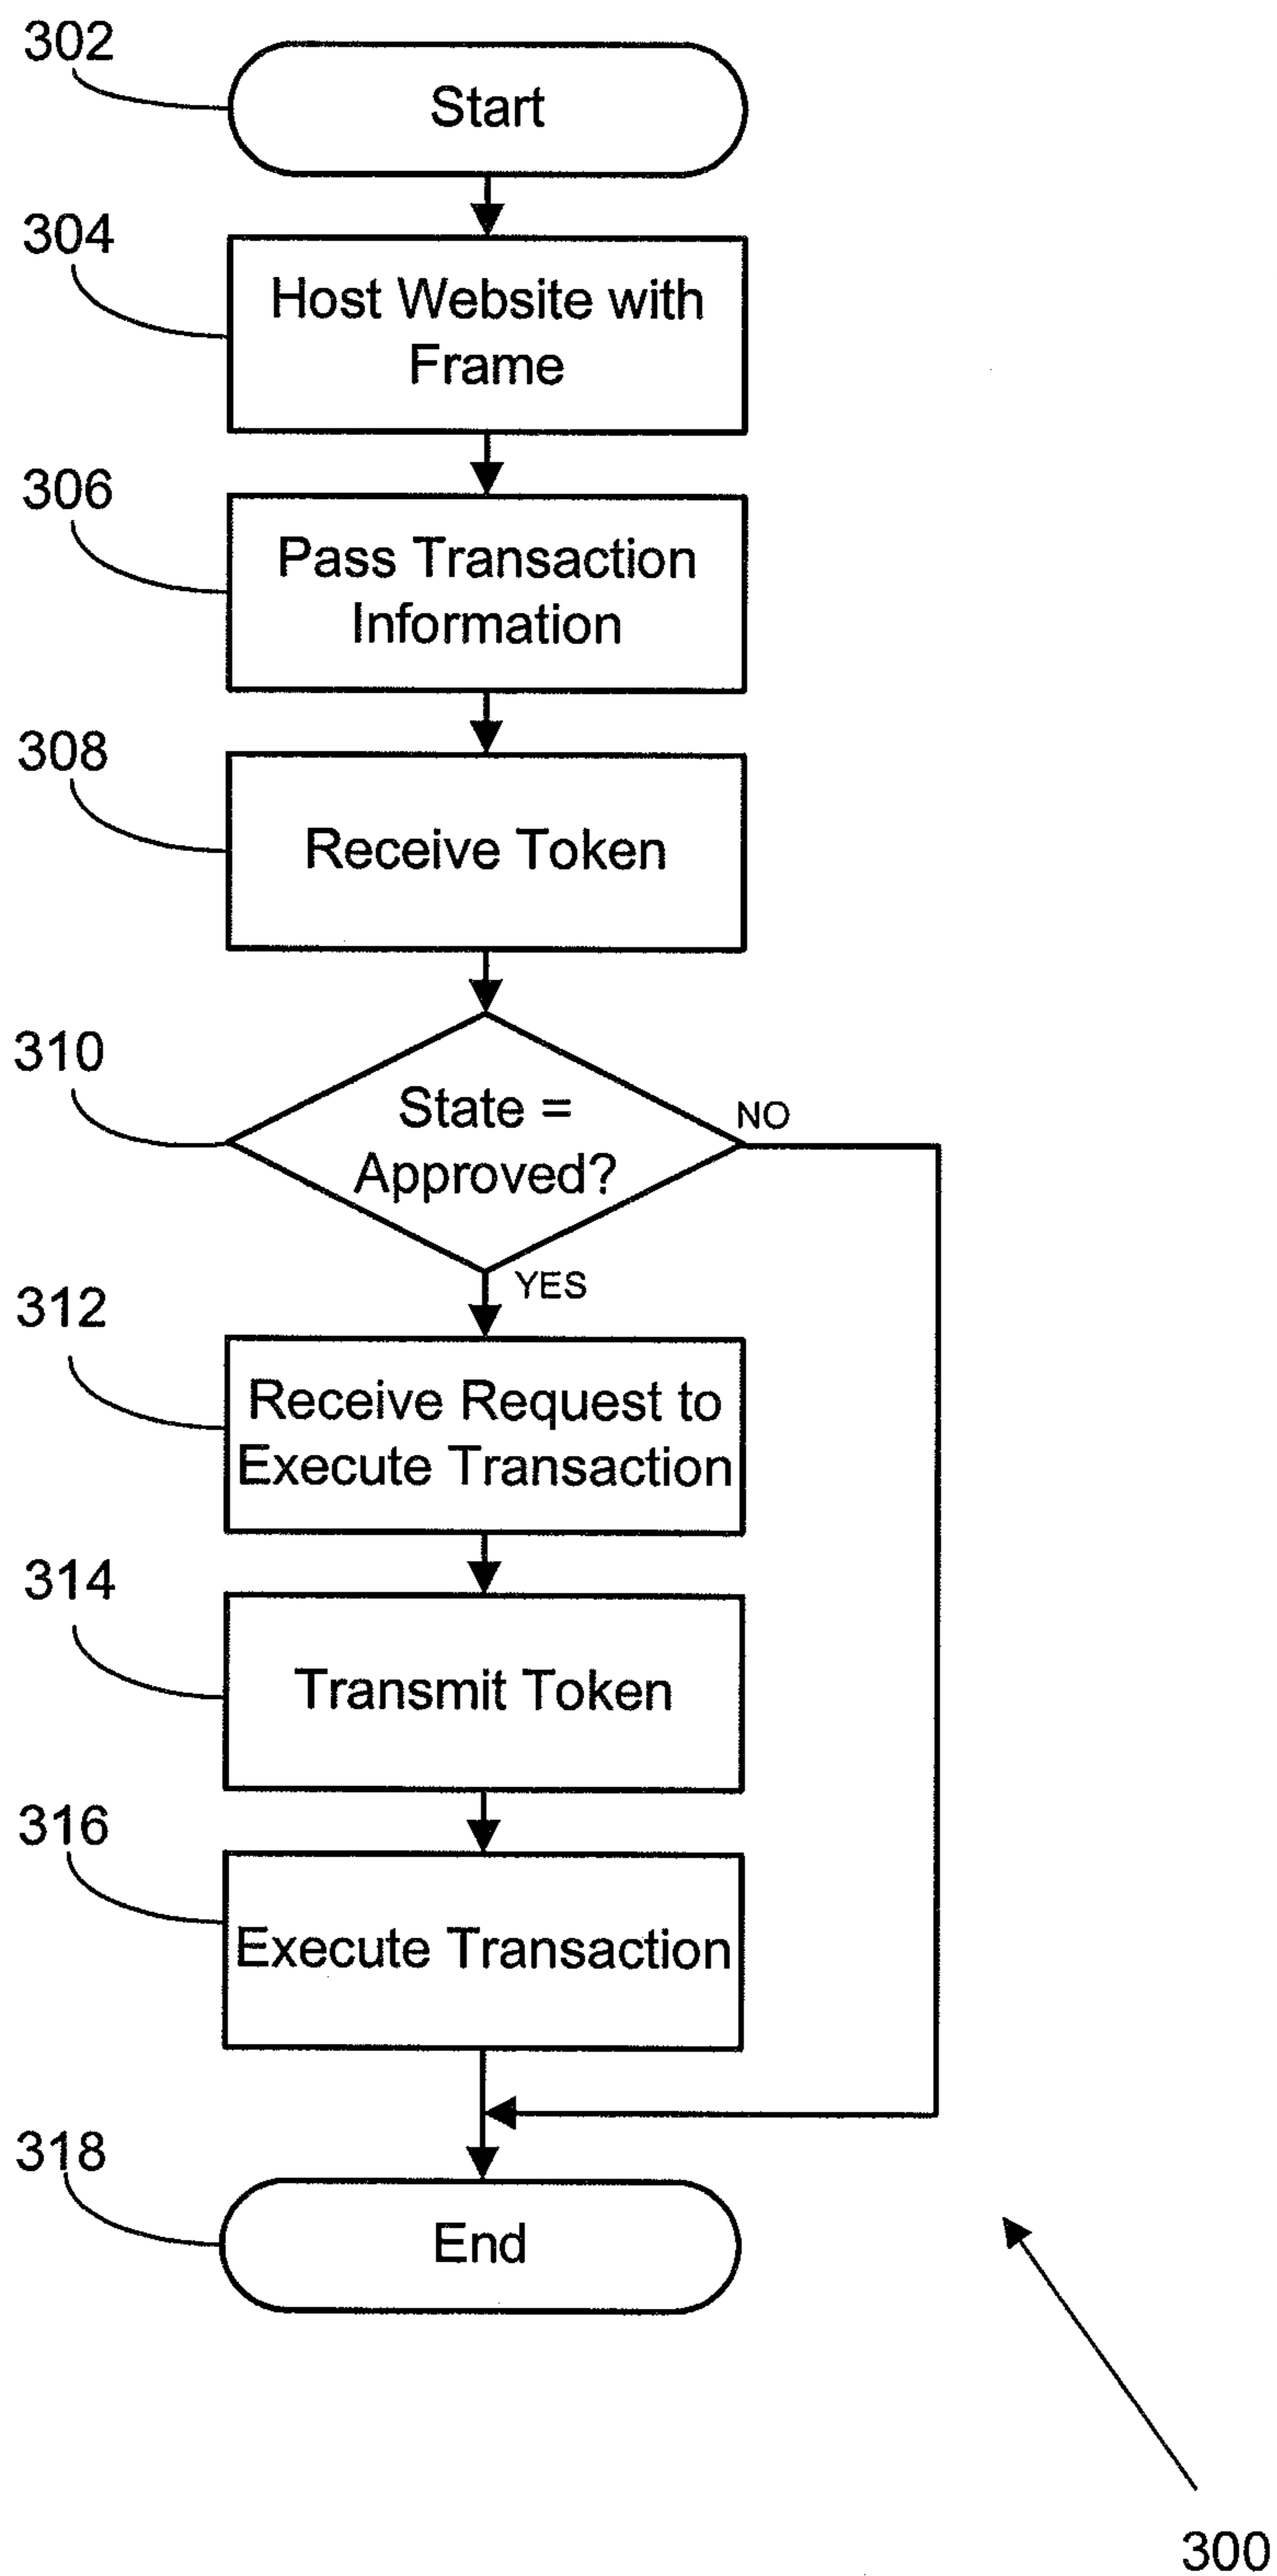 302
Start
304
Host Website with
Frame
306
Pass Transaction
Information
308
Receive Token
310
State =
Approved?
NO
YES
312
Receive Request to
Execute Transaction
314
Transmit Token
316
Execute Transaction
318
End
300